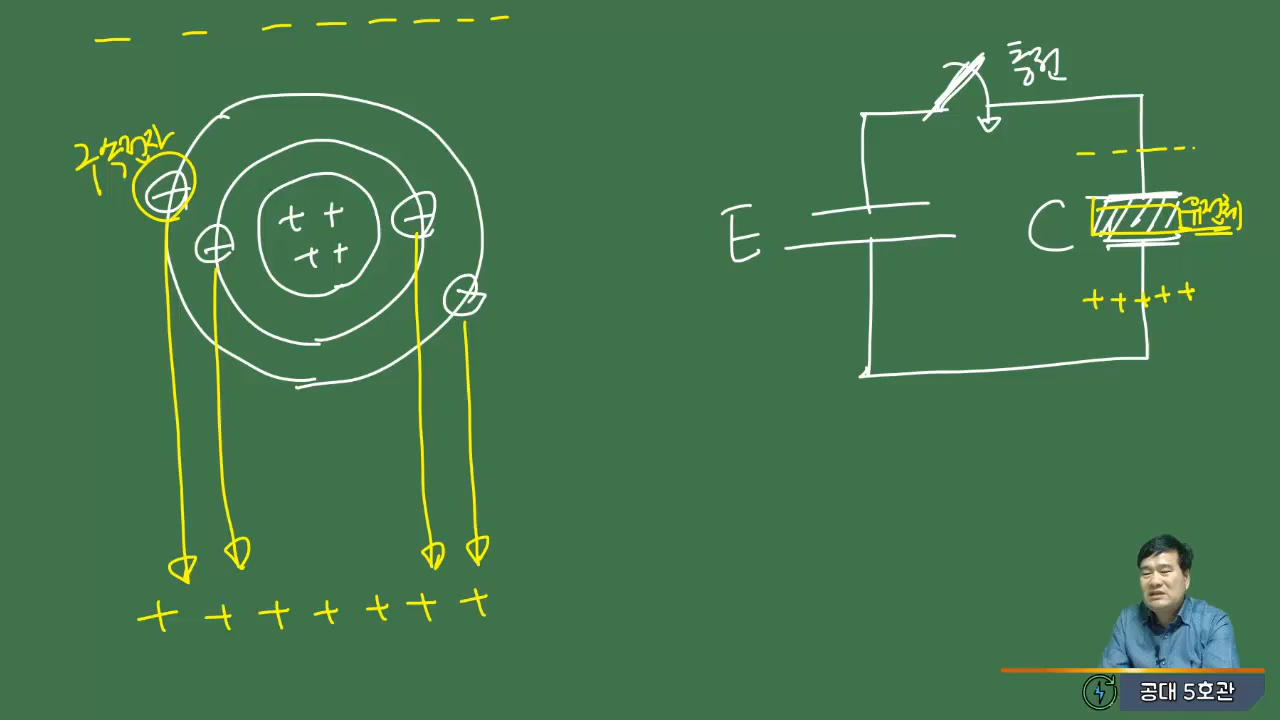 - - - - - - - -
충전
구속전자
- - - - -
+ +
+ +
E
C
유전체
+ + + + +
+ + + + + + +
공대 5호관